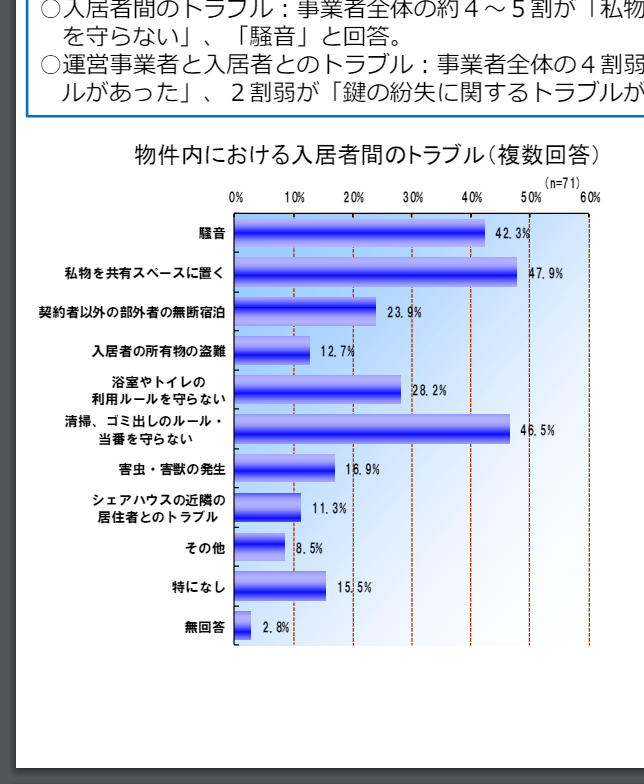 ○入居者間のトラブル：事業者全体の約４～５割が「私物
を守らない」、「騒音」と回答。
○運営事業者と入居者とのトラブル：事業者全体の４割弱
ルがあった」、２割弱が「鍵の紛失に関するトラブルが
物件内における入居者間のトラブル（複数回答）
(n=71)
0% 10% 20% 30% 40% 50% 60%
騒音 42.3%
私物を共有スペースに置く 47.9%
契約者以外の部外者の無断宿泊 23.9%
入居者の所有物の盗難 12.7%
浴室やトイレの
利用ルールを守らない 28.2%
清掃、ゴミ出しのルール・
当番を守らない 46.5%
害虫・害獣の発生 16.9%
シェアハウスの近隣の
居住者とのトラブル 11.3%
その他 8.5%
特になし 15.5%
無回答 2.8%